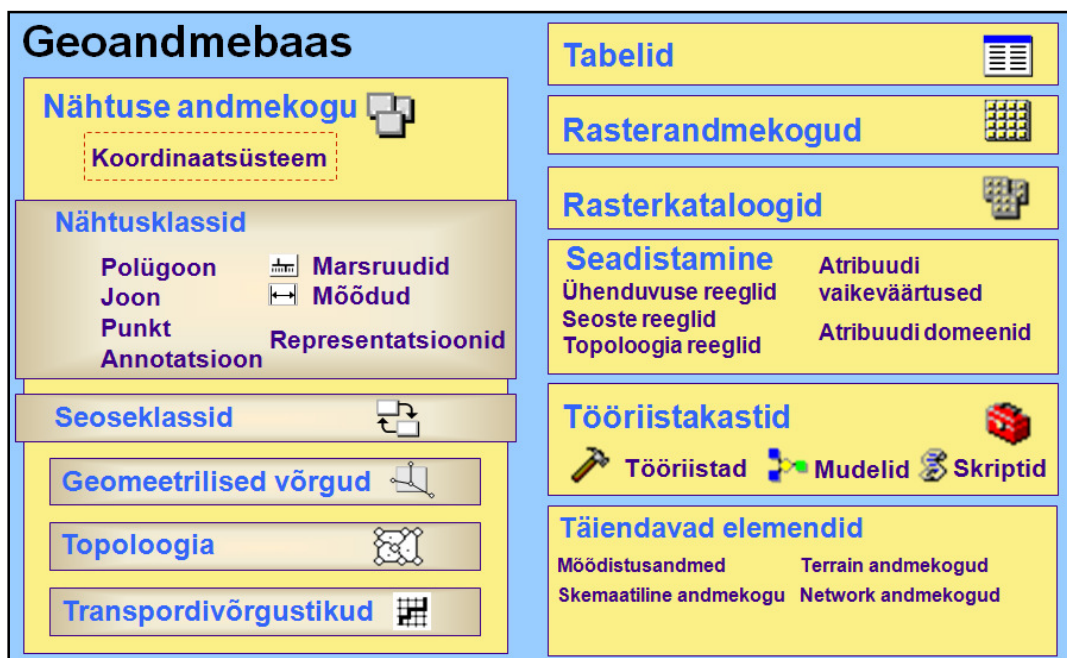 Geoandmebaas
Nähtuse andmekogu
Koordinaatsüsteem
Nähtusklassid
Polügoon
Joon
Punkt
Annotatsioon
Marsruudid
Mõõdud
Representatsioonid
Seoseklassid
Geomeetrilised võrgud
Topoloogia
Transpordivõrgustikud
Tabelid
Rasterandmekogud
Rasterkataloogid
Seadistamine
Ühenduvuse reeglid
Seoste reeglid
Topoloogia reeglid
Atribuudi
vaikeväärtused
Atribuudi domeenid
Tööriistakastid
Tööriistad
Mudelid
Skriptid
Täiendavad elemendid
Mõõdistusandmed
Skemaatiline andmekogu
Terrain andmekogud
Network andmekogud